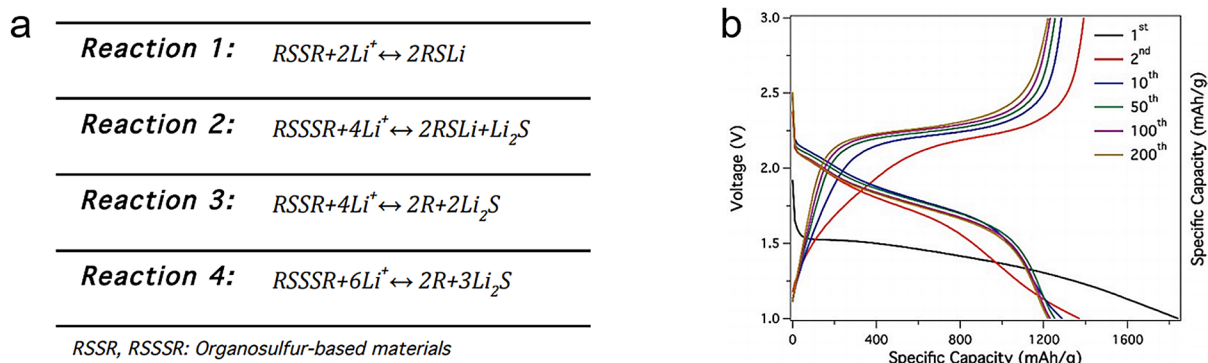 a
Reaction 1: RSSR+2Li⁺↔2RSLi
Reaction 2: RSSSR+4Li⁺↔2RSLi+Li₂S
Reaction 3: RSSR+4Li⁺↔2R+2Li₂S
Reaction 4: RSSSR+6Li⁺↔2R+3Li₂S
RSSR, RSSSR: Organosulfur-based materials
b
Voltage (V)
3.0
2.5
2.0
1.5
1.0
1st
2nd
10th
50th
100th
200th
0
400
800
1200
1600
Specific Capacity (mAh/g)
Specific Capacity (mAh/g)